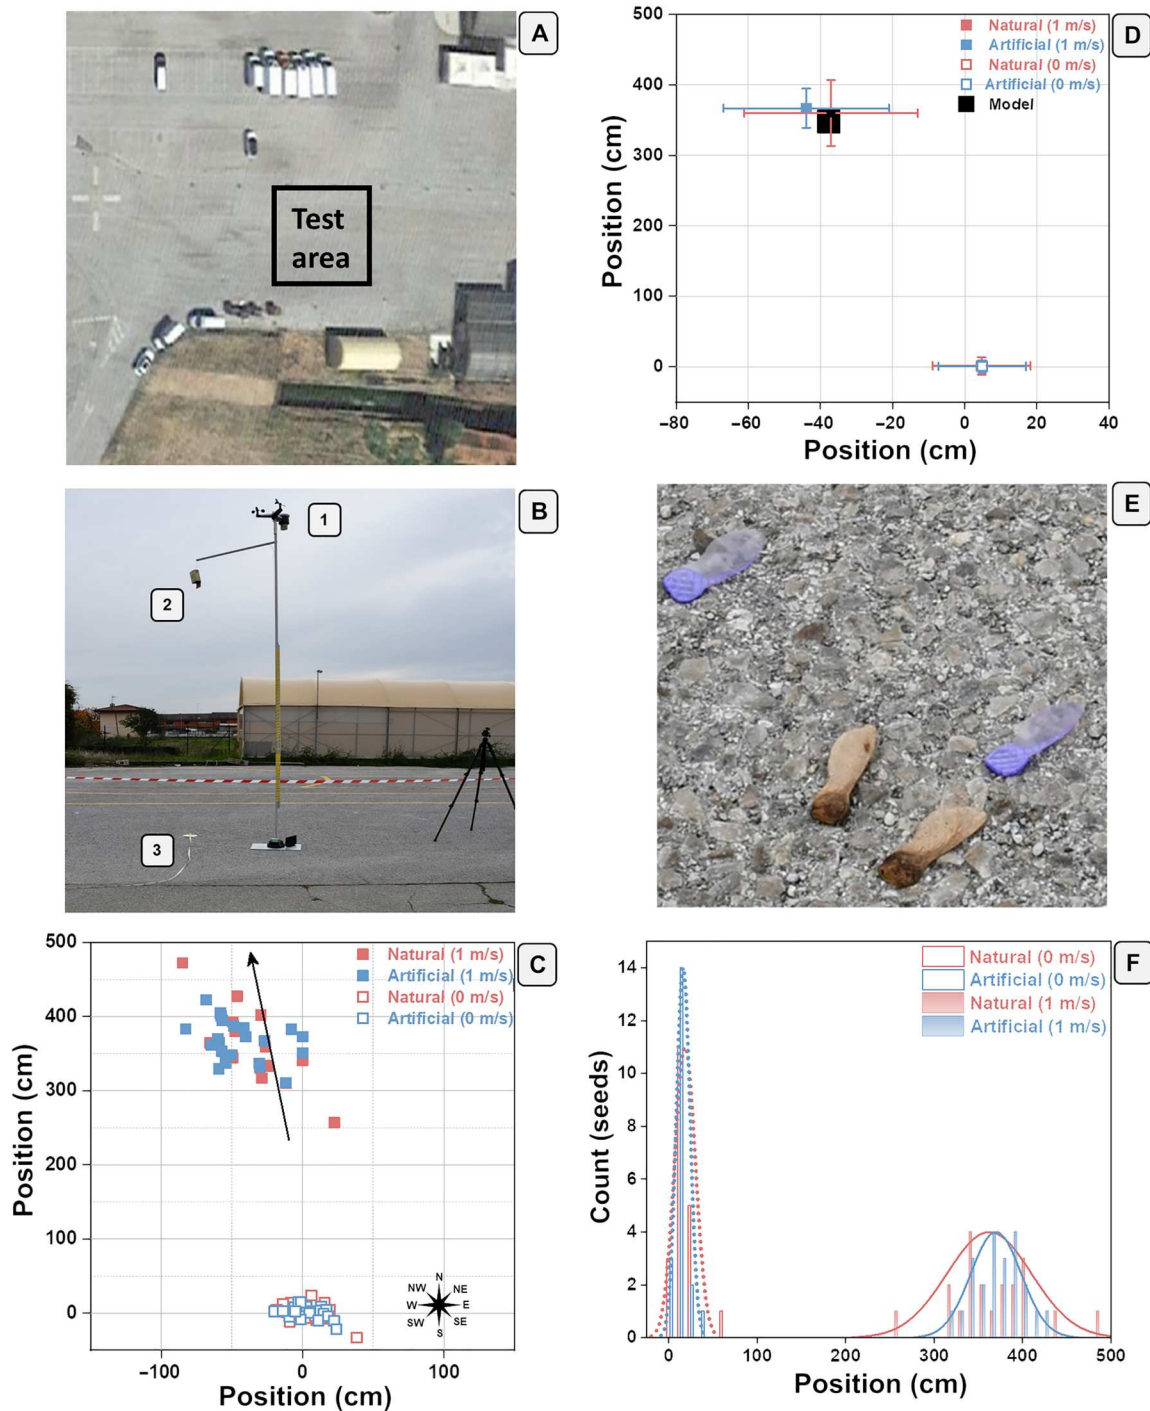 A
Test
area
B
1
2
3
C
500
400
300
200
100
0
−100
0
100
Position (cm)
Position (cm)
Natural (1 m/s)
Artificial (1 m/s)
Natural (0 m/s)
Artificial (0 m/s)
N
NW
NE
W
E
SW
SE
S
D
500
400
300
200
100
0
−80
−60
−40
−20
0
20
40
Position (cm)
Position (cm)
Natural (1 m/s)
Artificial (1 m/s)
Natural (0 m/s)
Artificial (0 m/s)
Model
E
F
14
12
10
8
6
4
2
0
0
100
200
300
400
500
Count (seeds)
Position (cm)
Natural (0 m/s)
Artificial (0 m/s)
Natural (1 m/s)
Artificial (1 m/s)